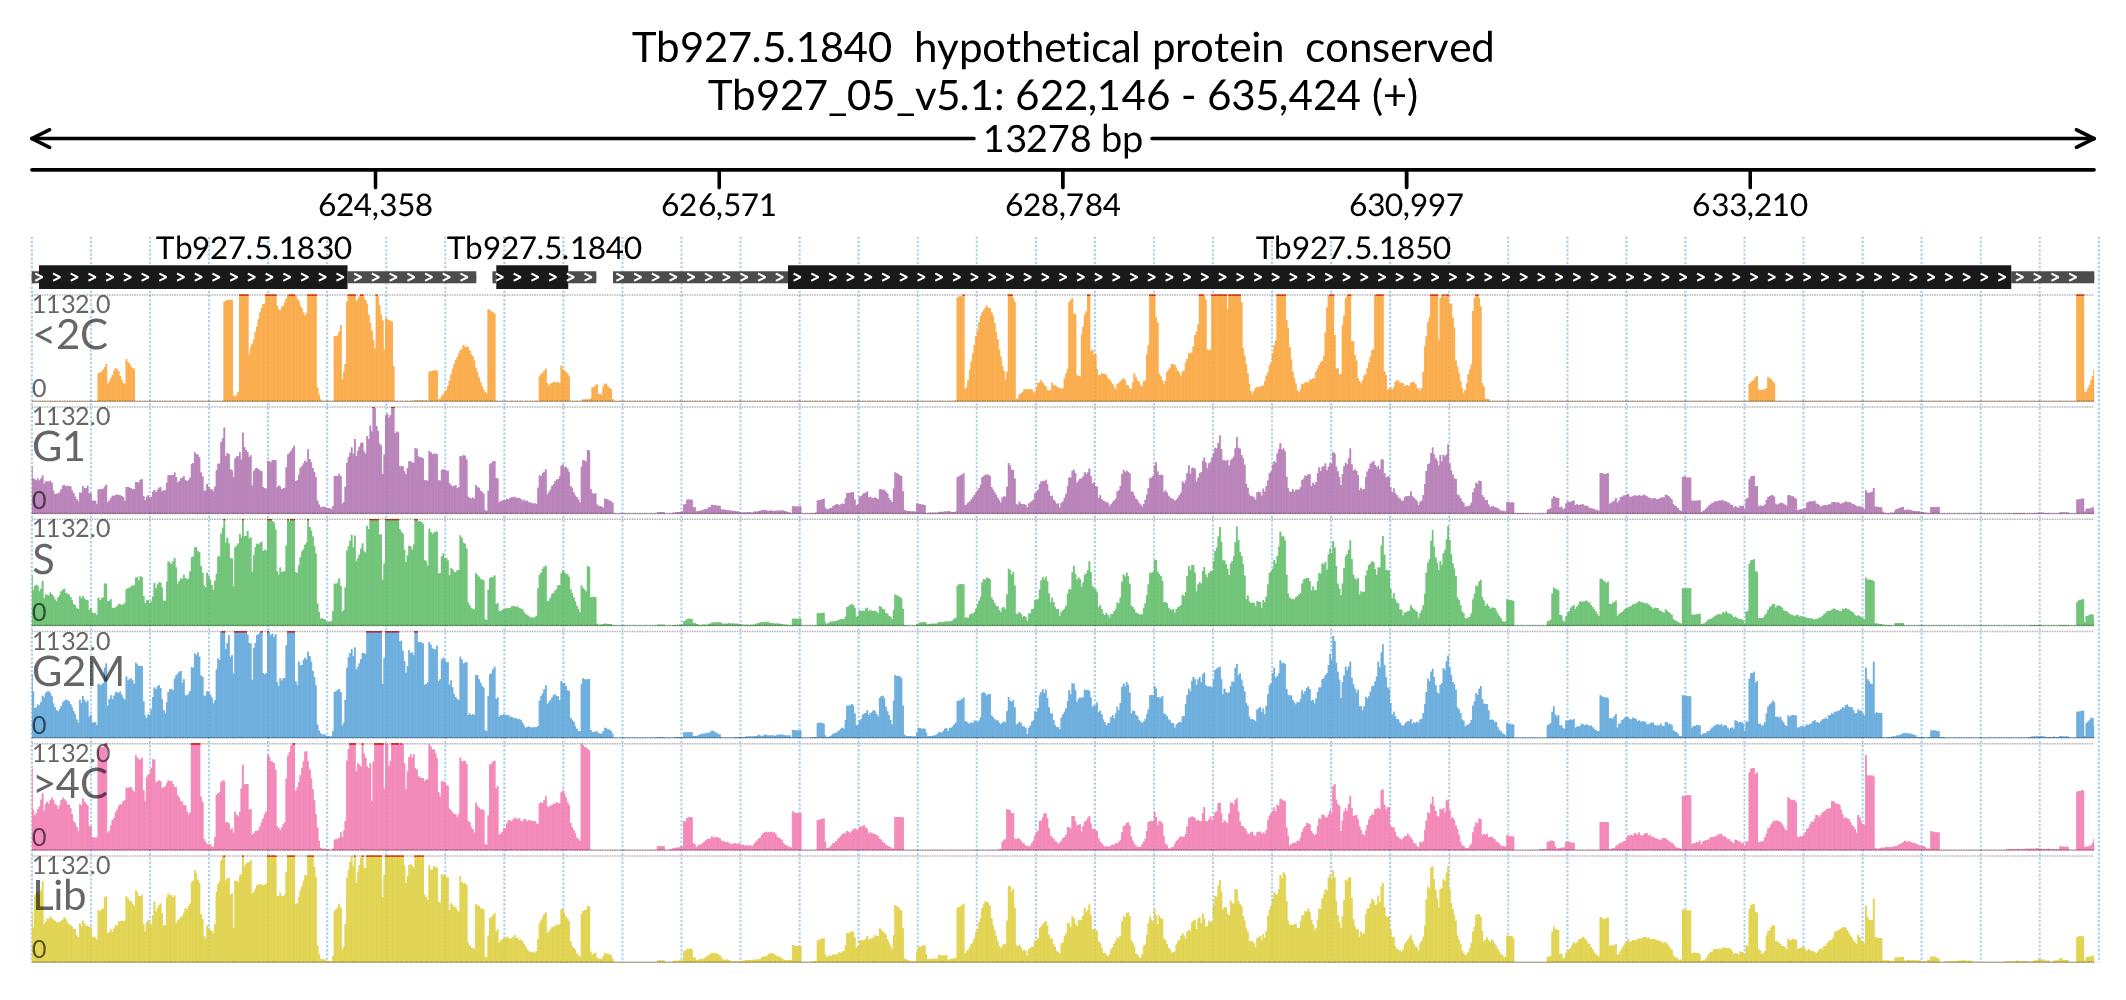 Tb927.5.1840  hypothetical protein  conserved
Tb927_05_v5.1: 622,146 - 635,424 (+)
13278 bp
624,358 626,571 628,784 630,997 633,210
Tb927.5.1830 Tb927.5.1840 Tb927.5.1850
1132.0
<2C
0
1132.0
G1
0
1132.0
S
0
1132.0
G2M
0
1132.0
>4C
0
1132.0
Lib
0